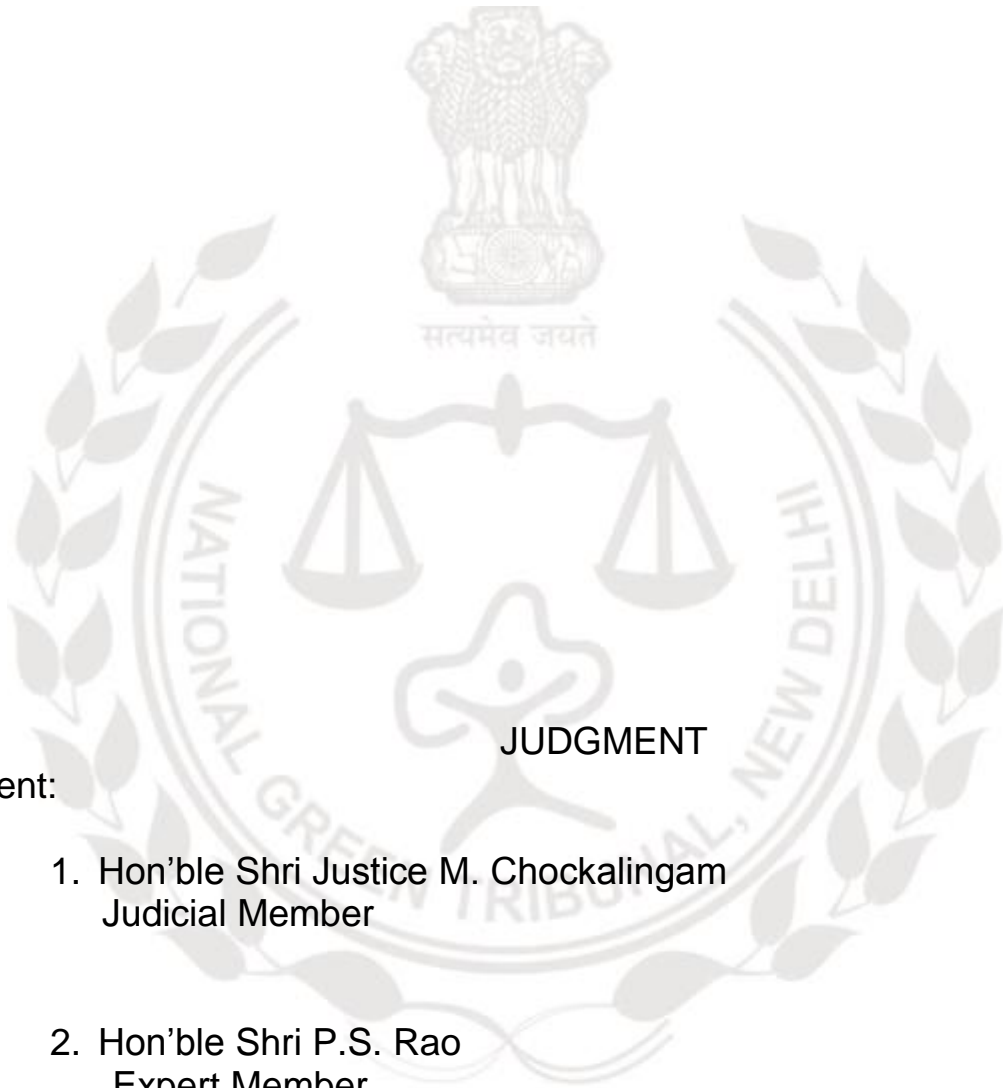 सत्यमेव जयते
NATIONAL GREEN TRIBUNAL, NEW DELHI
JUDGMENT
ent:
1. Hon’ble Shri Justice M. Chockalingam
Judicial Member
2. Hon’ble Shri P.S. Rao
Expert Member